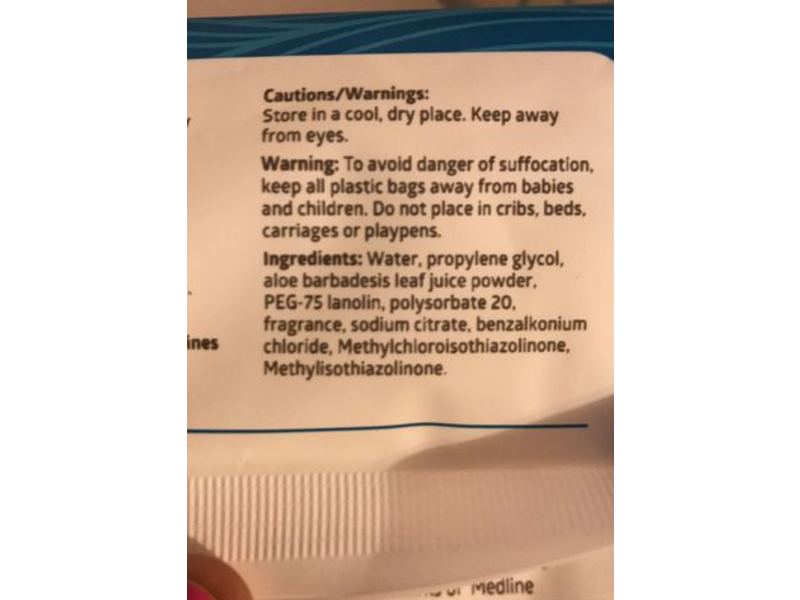 Cautions/Warnings:
Store in a cool, dry place. Keep away
from eyes.
Warning: To avoid danger of suffocation,
keep all plastic bags away from babies
and children. Do not place in cribs, beds,
carriages or playpens.
Ingredients: Water, propylene glycol,
aloe barbadesis leaf juice powder,
PEG-75 lanolin, polysorbate 20,
fragrance, sodium citrate, benzalkonium
ines
chloride, Methylchloroisothiazolinone,
Methylisothiazolinone.
of Medline